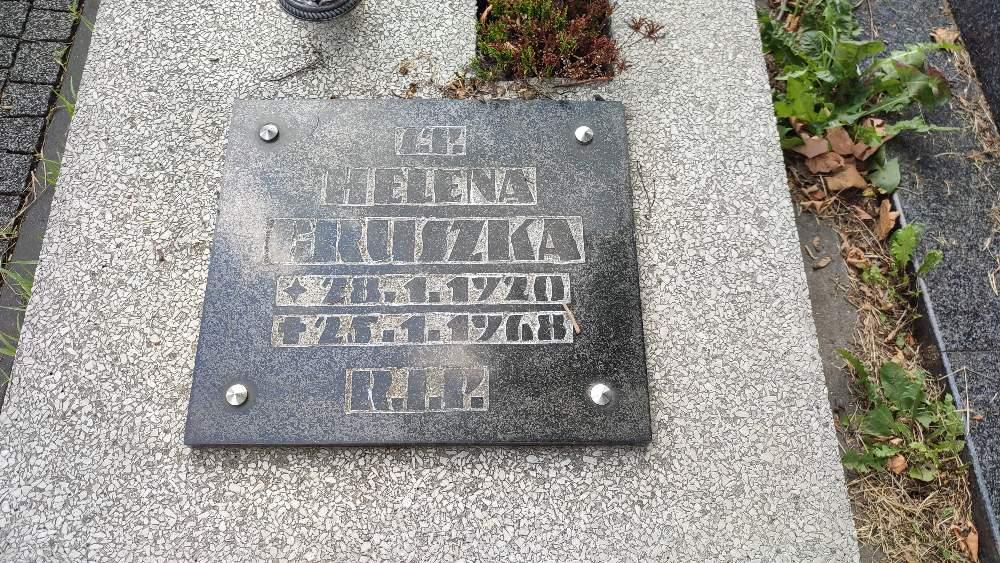 Ś.P.
HELENA
GRUSZKA
28.1.1920
25.1.1968
R.I.P.